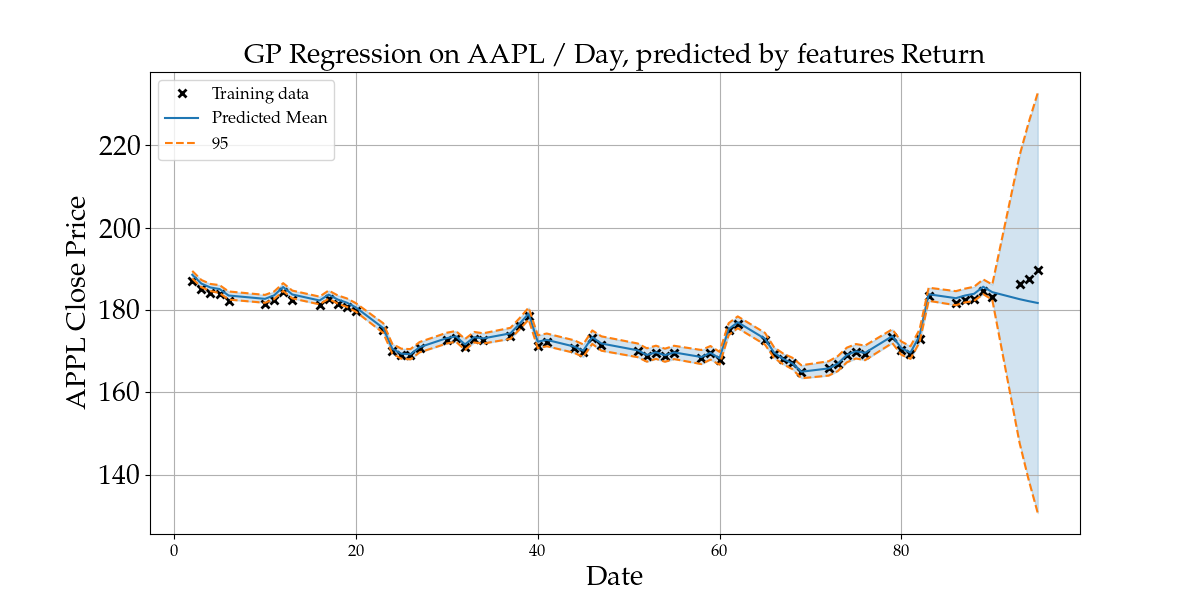 GP Regression on AAPL / Day, predicted by features Return
Training data
Predicted Mean
95
220
200
180
160
140
APPL Close Price
0 20 40 60 80
Date